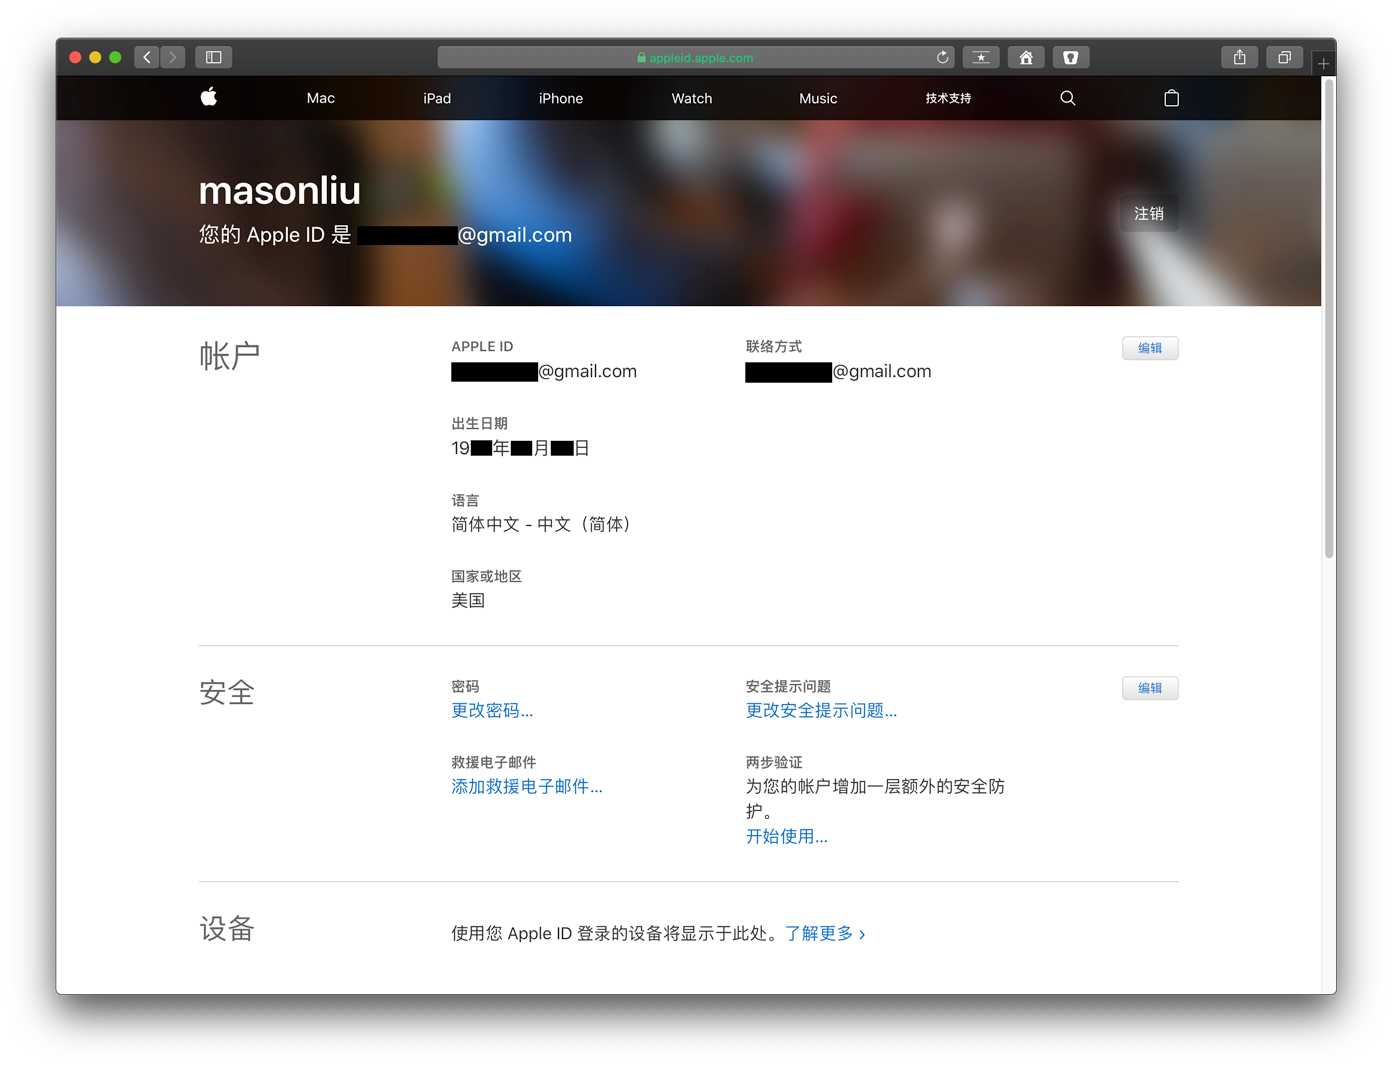 appleid.apple.com
Mac iPad iPhone Watch Music 技术支持
masonliu
您的 Apple ID 是 @gmail.com
注销
帐户
APPLE ID
@gmail.com
联络方式
@gmail.com
编辑
出生日期
19 年 月 日
语言
简体中文 - 中文（简体）
国家或地区
美国
安全
密码
更改密码...
安全提示问题
更改安全提示问题...
编辑
救援电子邮件
添加救援电子邮件...
两步验证
为您的帐户增加一层额外的安全防
护。
开始使用...
设备
使用您 Apple ID 登录的设备将显示于此处。了解更多 ›